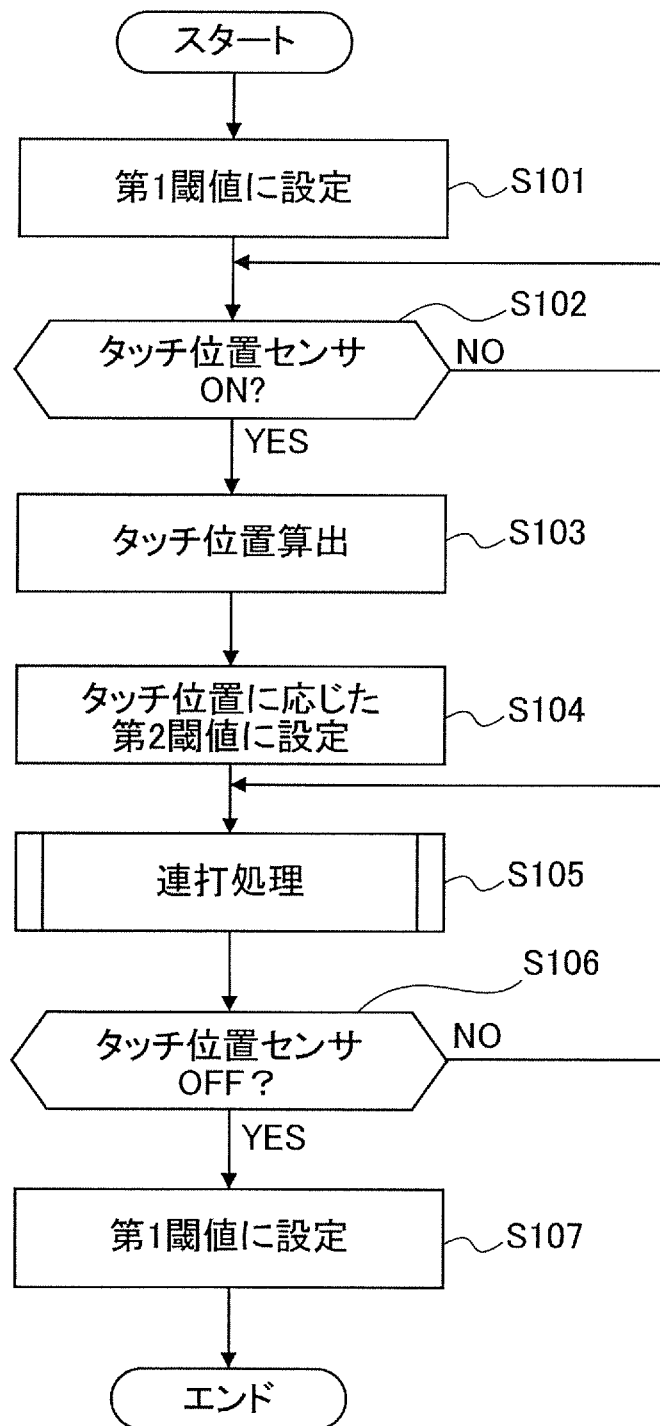 スタート
第1閾値に設定
S101
S102
タッチ位置センサ
ON?
NO
YES
タッチ位置算出
S103
タッチ位置に応じた
第2閾値に設定
S104
連打処理
S105
S106
タッチ位置センサ
OFF？
NO
YES
第1閾値に設定
S107
エンド